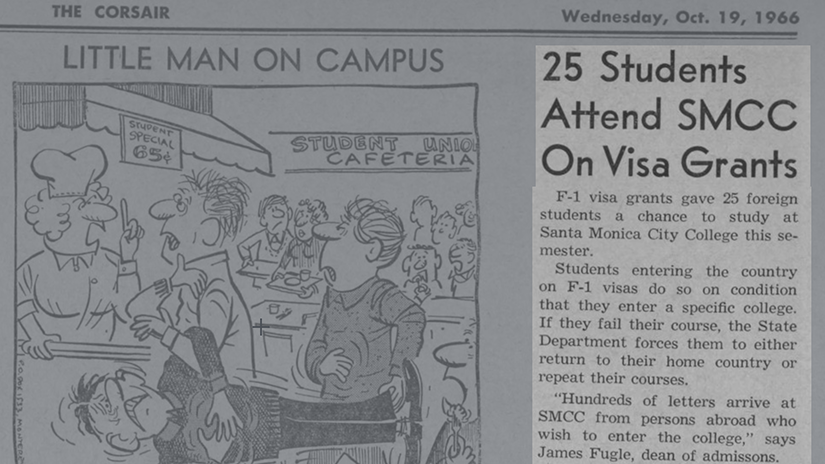 THE CORSAIR
Wednesday, Oct. 19, 1966
LITTLE MAN ON CAMPUS
STUDENT
SPECIAL
65¢
STUDENT UNION
CAFETERIA
25 Students
Attend SMCC
On Visa Grants
F-1 visa grants gave 25 foreign
students a chance to study at
Santa Monica City College this se-
mester.
Students entering the country
on F-1 visas do so on condition
that they enter a specific college.
If they fail their course, the State
Department forces them to either
return to their home country or
repeat their courses.
"Hundreds of letters arrive at
SMCC from persons abroad who
wish to enter the college," says
James Fugle, dean of admissons.